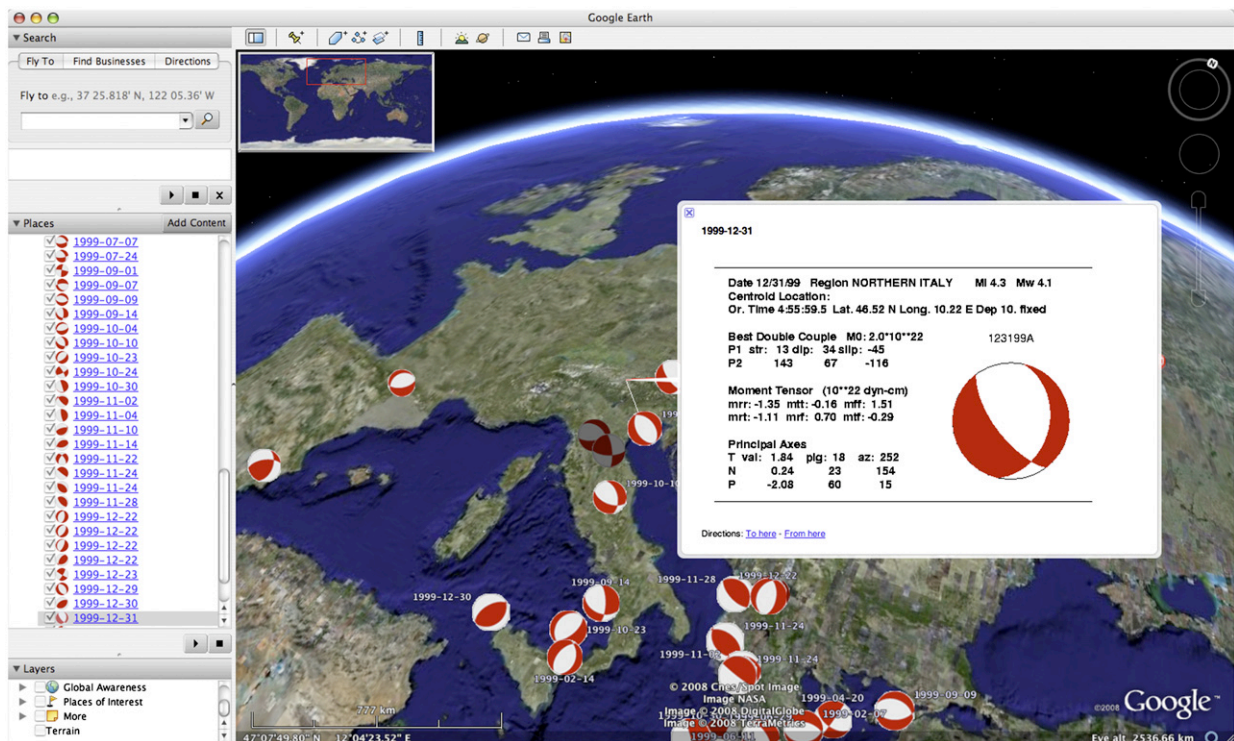 Google Earth
Search
Fly To Find Businesses Directions
Fly to e.g., 37 25.818' N, 122 05.36' W
Places Add Content
1999-07-07
1999-07-24
1999-09-01
1999-09-07
1999-09-09
1999-09-14
1999-10-04
1999-10-10
1999-10-23
1999-10-24
1999-10-30
1999-11-02
1999-11-04
1999-11-10
1999-11-14
1999-11-22
1999-11-24
1999-11-24
1999-11-28
1999-12-22
1999-12-22
1999-12-22
1999-12-22
1999-12-23
1999-12-29
1999-12-30
1999-12-31
Layers
Global Awareness
Places of Interest
More
Terrain
N
1999-12-31
Date 12/31/99 Region NORTHERN ITALY Ml 4.3 Mw 4.1
Centroid Location:
Or. Time 4:55:59.5 Lat. 46.52 N Long. 10.22 E Dep 10. fixed
Best Double Couple M0: 2.0*10**22
P1 str: 13 dip: 34 slip: -45
P2 143 67 -116
123199A
Moment Tensor (10**22 dyn-cm)
mrr: -1.35 mtt: -0.16 mff: 1.51
mrt: -1.11 mrf: 0.70 mtf: -0.29
Principal Axes
T val: 1.84 plg: 18 az: 252
N 0.24 23 154
P -2.08 60 15
Directions: To here - From here
1999-10-10
1999-09-14
1999-11-28
1999-12-22
1999-12-30
1999-10-23
1999-11-24
1999-11-24
1999-02-14
1999-04-20
1999-09-09
1999-02-07
© 2008 Cnes/Spot Image
Image NASA
Image © 2008 DigitalGlobe
Image © 2008 TerraMetrics
777 km
47°07'49.80" N 12°04'23.52" E
©2008 Google™
Eye alt 2536.66 km